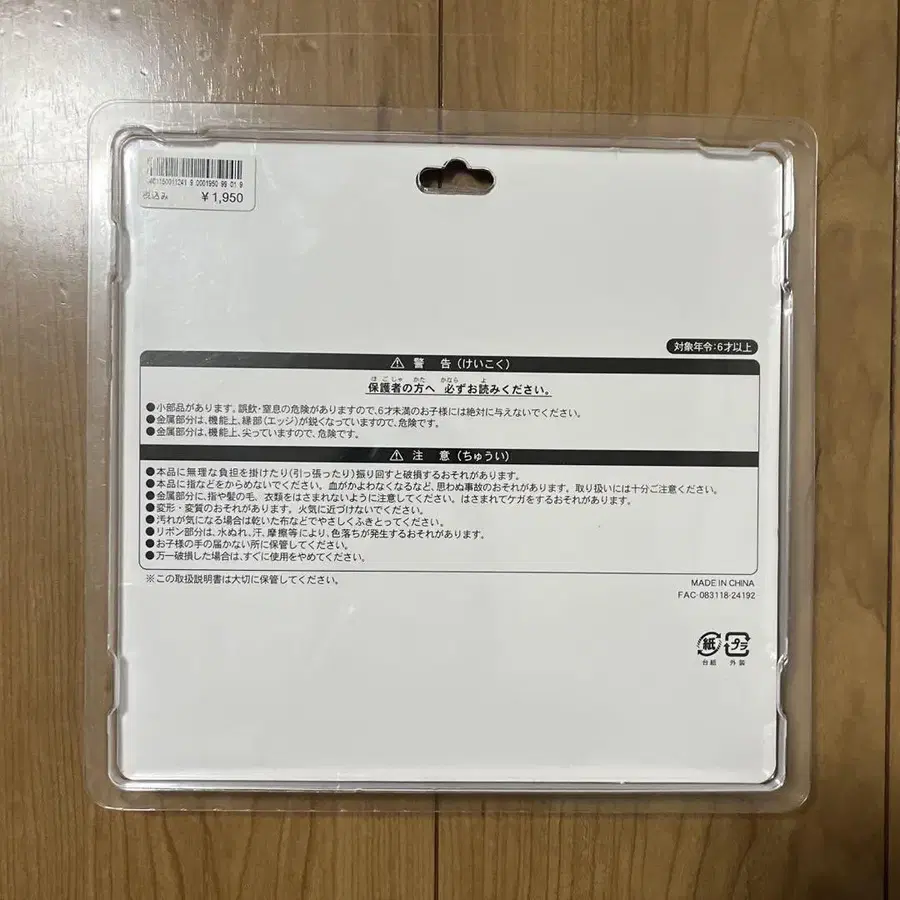 9 0001950 98 01 9
税込み ￥1,950
対象年令:6才以上
⚠ 警 告 (けいこく)
保護者の方へ 必ずお読みください。
ほごしゃ かた かなら よ
●小部品があります。誤飲・窒息の危険がありますので、6才未満のお子様には絶対に与えないでください。
●金属部分は、機能上、縁部(エッジ)が鋭くなっていますので、危険です。
●金属部分は、機能上、尖っていますので、危険です。
⚠ 注 意 (ちゅうい)
●本品に無理な負担を掛けたり(引っ張ったり)振り回すと破損するおそれがあります。
●本品に指などをからめないでください。血がかよわなくなるなど、思わぬ事故のおそれがあります。取り扱いには十分ご注意ください。
●金属部分に、指や髪の毛、衣類をはさまれないように注意してください。はさまれてケガをするおそれがあります。
●変形・変質のおそれがあります。火気に近づけないでください。
●汚れが気になる場合は乾いた布などでやさしくふきとってください。
●リボン部分は、水ぬれ、汗、摩擦等により、色落ちが発生するおそれがあります。
●お子様の手の届かない所に保管してください。
●万一破損した場合は、すぐに使用をやめてください。
※この取扱説明書は大切に保管してください。
MADE IN CHINA
FAC-083118-24192
紙 プラ
台紙 外装